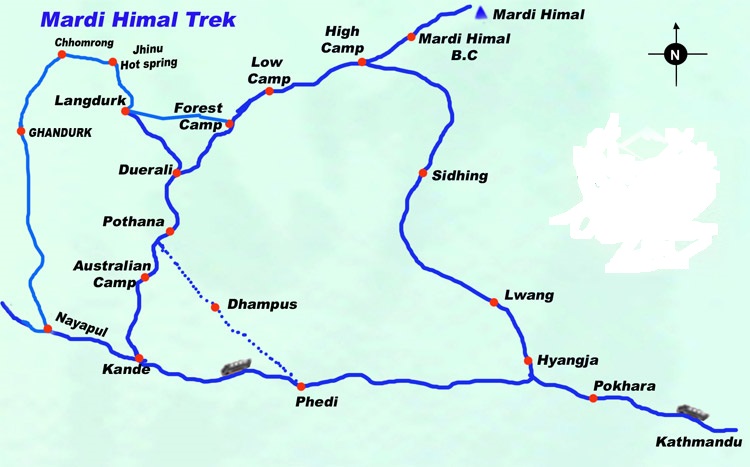 Mardi Himal Trek
Mardi Himal
High
Camp
Mardi Himal
B.C
N
Chhomrong
Jhinu
Hot spring
Low
Camp
Langdurk
Forest
Camp
GHANDURK
Duerali
Sidhing
Pothana
Australian
Camp
Dhampus
Lwang
Nayapul
Kande
Hyangja
Phedi
Pokhara
Kathmandu